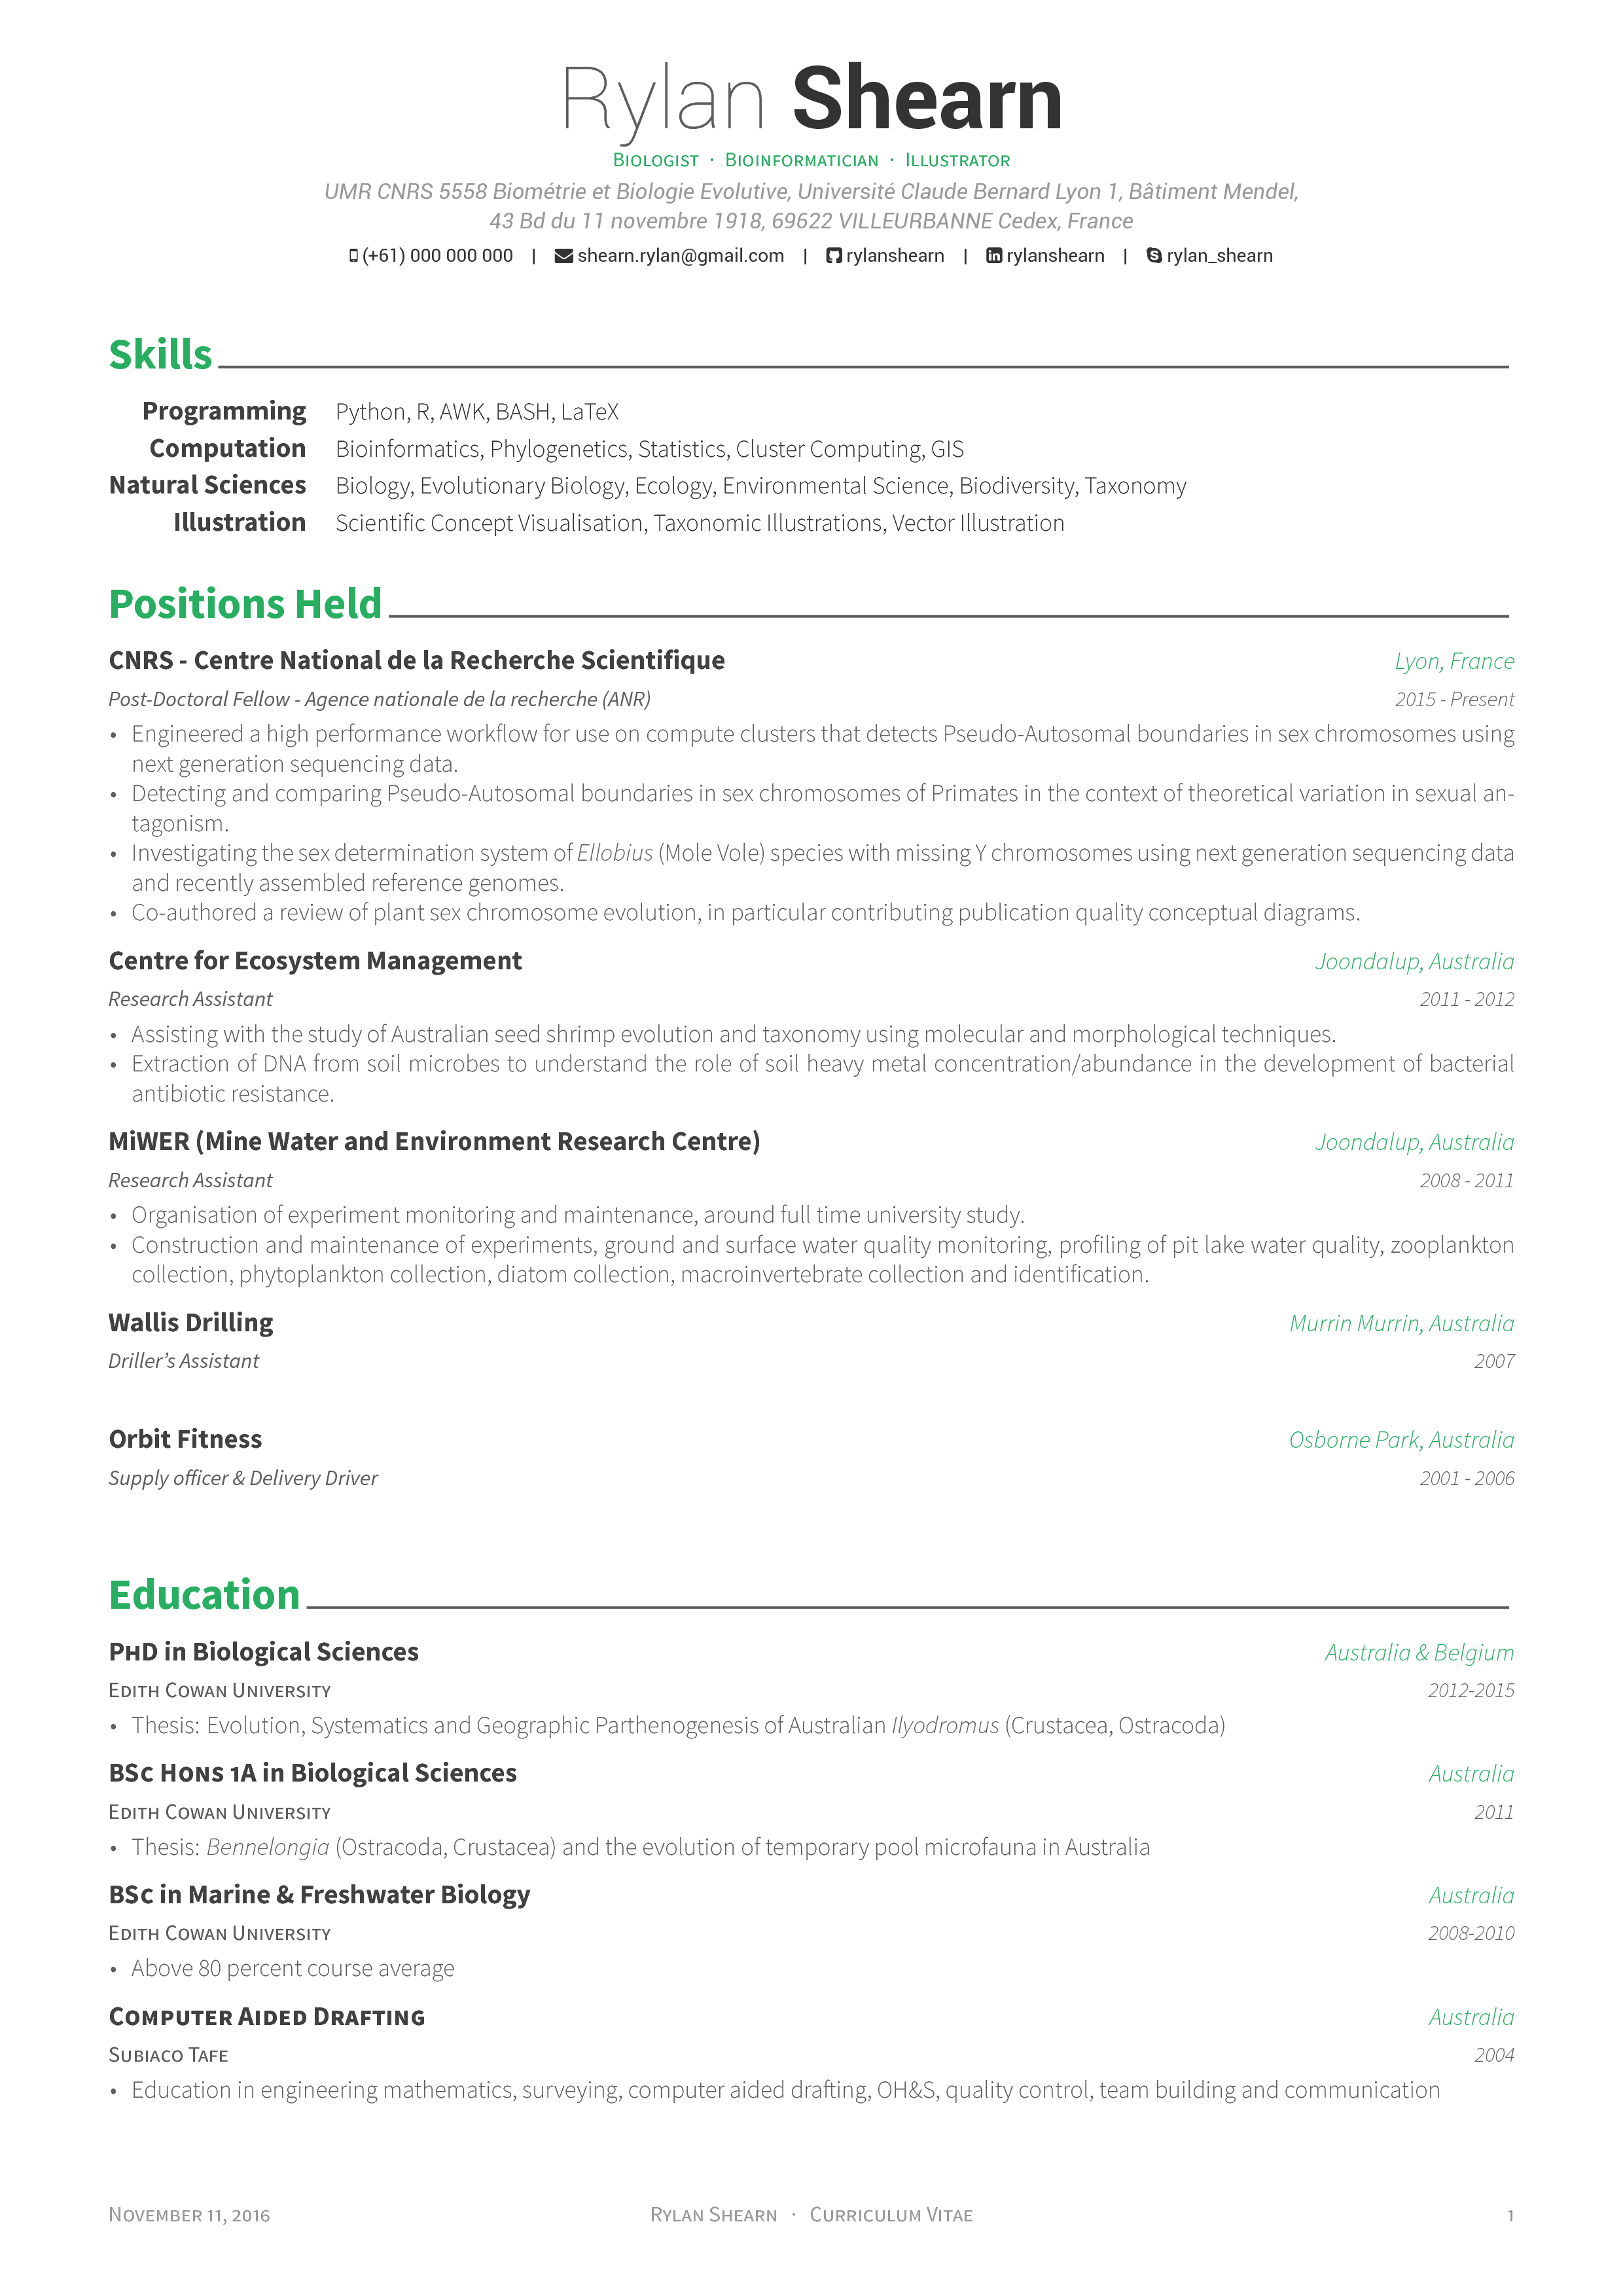 Rylan Shearn
Biologist · Bioinformatician · Illustrator
UMR CNRS 5558 Biométrie et Biologie Evolutive, Université Claude Bernard Lyon 1, Bâtiment Mendel,
43 Bd du 11 novembre 1918, 69622 VILLEURBANNE Cedex, France
(+61) 000 000 000 | shearn.rylan@gmail.com | rylanshearn | rylanshearn | rylan_shearn
Skills
Programming Python, R, AWK, BASH, LaTeX
Computation Bioinformatics, Phylogenetics, Statistics, Cluster Computing, GIS
Natural Sciences Biology, Evolutionary Biology, Ecology, Environmental Science, Biodiversity, Taxonomy
Illustration Scientific Concept Visualisation, Taxonomic Illustrations, Vector Illustration
Positions Held
CNRS - Centre National de la Recherche Scientifique Lyon, France
Post-Doctoral Fellow - Agence nationale de la recherche (ANR) 2015 - Present
• Engineered a high performance workflow for use on compute clusters that detects Pseudo-Autosomal boundaries in sex chromosomes using
next generation sequencing data.
• Detecting and comparing Pseudo-Autosomal boundaries in sex chromosomes of Primates in the context of theoretical variation in sexual an-
tagonism.
• Investigating the sex determination system of Ellobius (Mole Vole) species with missing Y chromosomes using next generation sequencing data
and recently assembled reference genomes.
• Co-authored a review of plant sex chromosome evolution, in particular contributing publication quality conceptual diagrams.
Centre for Ecosystem Management Joondalup, Australia
Research Assistant 2011 - 2012
• Assisting with the study of Australian seed shrimp evolution and taxonomy using molecular and morphological techniques.
• Extraction of DNA from soil microbes to understand the role of soil heavy metal concentration/abundance in the development of bacterial
antibiotic resistance.
MiWER (Mine Water and Environment Research Centre) Joondalup, Australia
Research Assistant 2008 - 2011
• Organisation of experiment monitoring and maintenance, around full time university study.
• Construction and maintenance of experiments, ground and surface water quality monitoring, profiling of pit lake water quality, zooplankton
collection, phytoplankton collection, diatom collection, macroinvertebrate collection and identification.
Wallis Drilling Murrin Murrin, Australia
Driller's Assistant 2007
Orbit Fitness Osborne Park, Australia
Supply officer & Delivery Driver 2001 - 2006
Education
PhD in Biological Sciences Australia & Belgium
Edith Cowan University 2012-2015
• Thesis: Evolution, Systematics and Geographic Parthenogenesis of Australian Ilyodromus (Crustacea, Ostracoda)
BSc Hons 1A in Biological Sciences Australia
Edith Cowan University 2011
• Thesis: Bennelongia (Ostracoda, Crustacea) and the evolution of temporary pool microfauna in Australia
BSc in Marine & Freshwater Biology Australia
Edith Cowan University 2008-2010
• Above 80 percent course average
Computer Aided Drafting Australia
Subiaco Tafe 2004
• Education in engineering mathematics, surveying, computer aided drafting, OH&S, quality control, team building and communication
November 11, 2016 Rylan Shearn · Curriculum Vitae 1